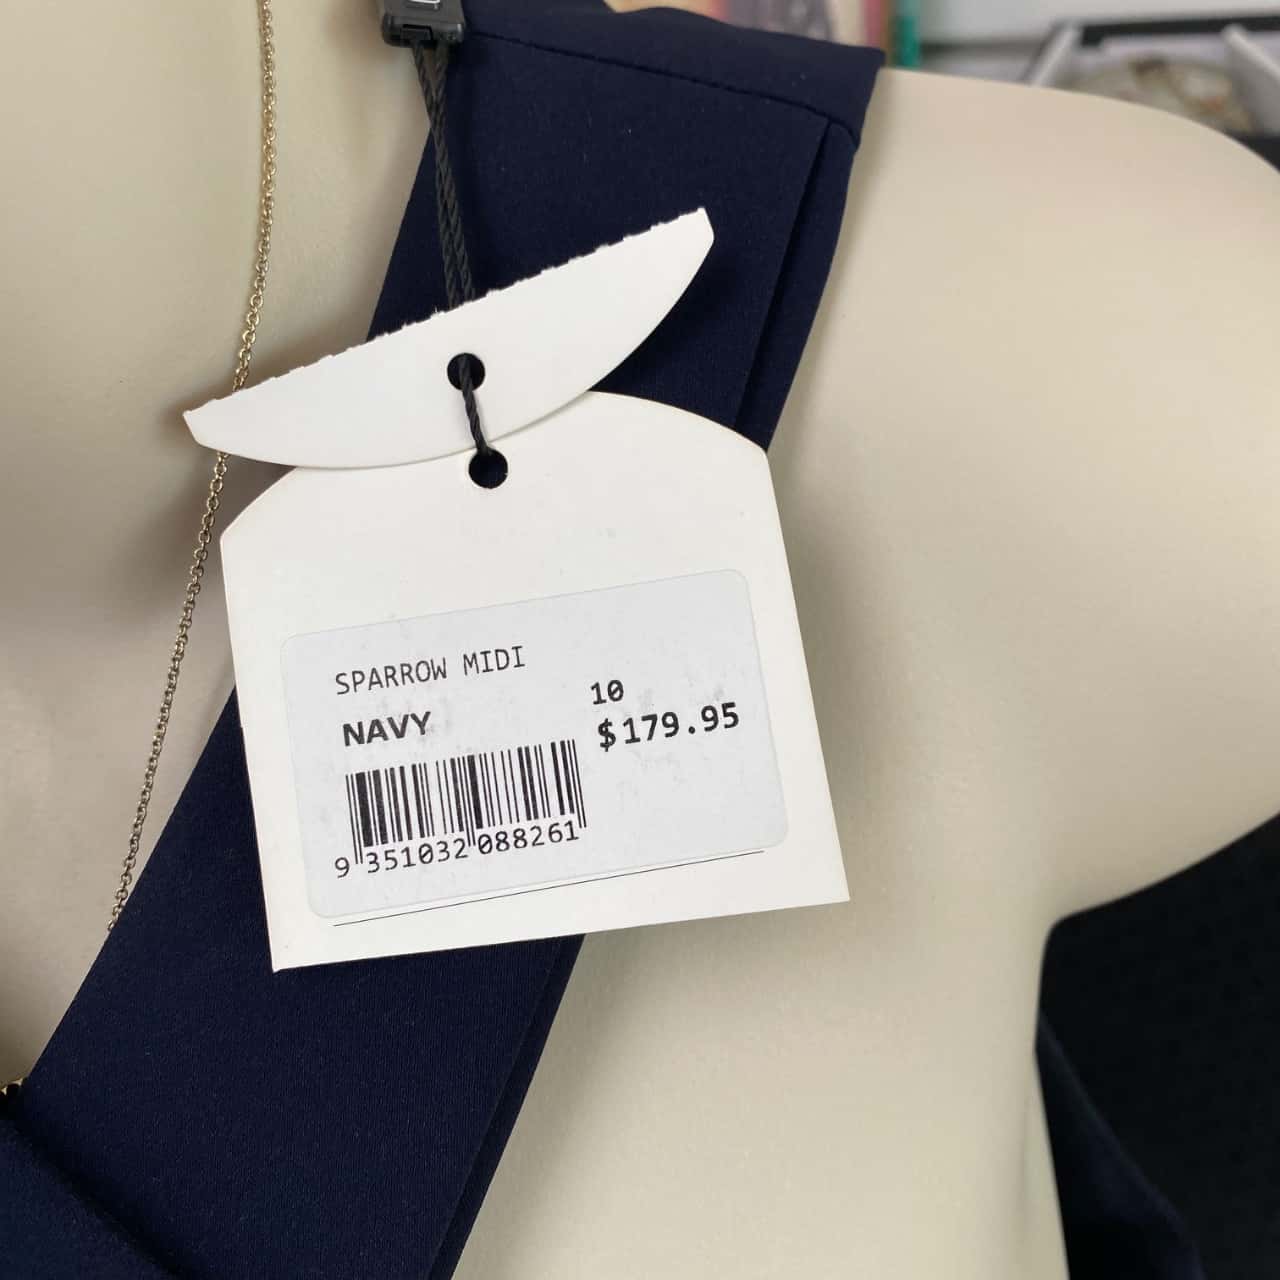 SPARROW MIDI
10
NAVY
$179.95
9 351032 088261